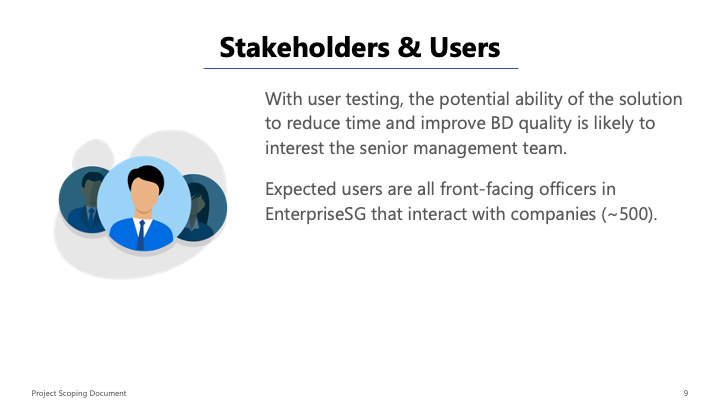 Stakeholders & Users
With user testing, the potential ability of the solution
to reduce time and improve BD quality is likely to
interest the senior management team.
Expected users are all front-facing officers in
EnterpriseSG that interact with companies (~500).
Project Scoping Document
9